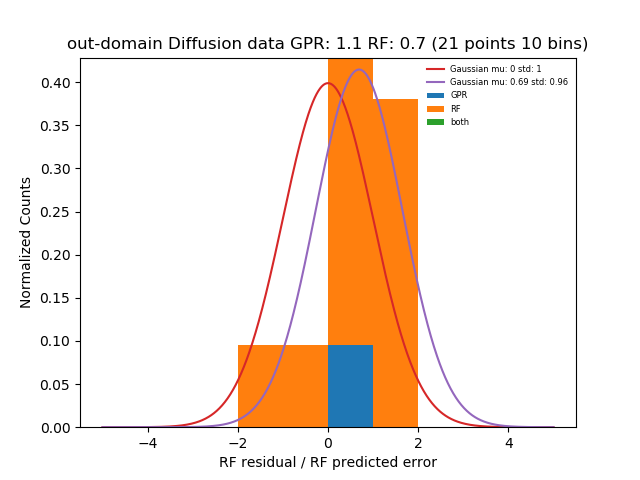 out-domain Diffusion data GPR: 1.1 RF: 0.7 (21 points 10 bins)
Gaussian mu: 0 std: 1
Gaussian mu: 0.69 std: 0.96
GPR
RF
both
0.40
0.35
0.30
0.25
0.20
0.15
0.10
0.05
0.00
Normalized Counts
−4 −2 0 2 4
RF residual / RF predicted error